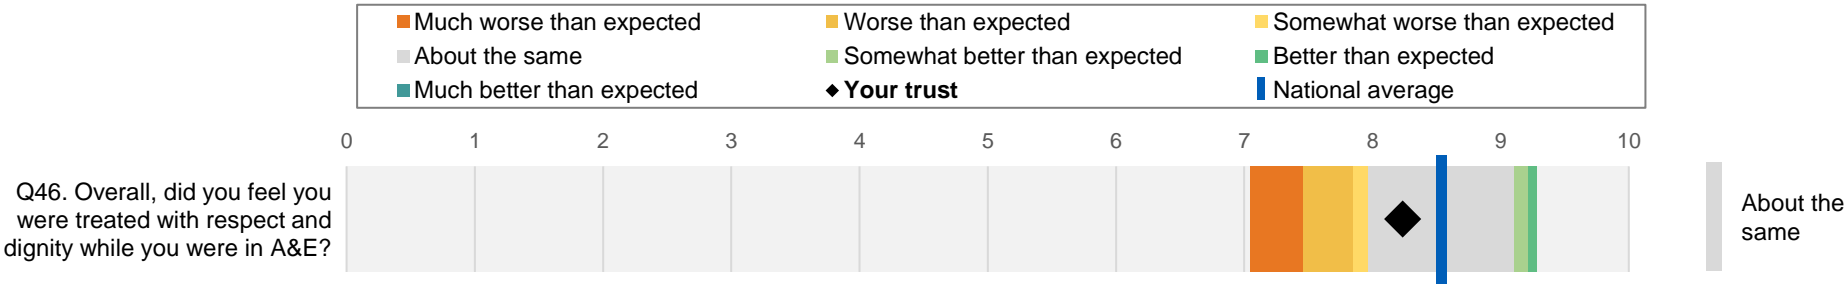 Much worse than expected
Worse than expected
Somewhat worse than expected
About the same
Somewhat better than expected
Better than expected
Much better than expected
Your trust
National average
0 1 2 3 4 5 6 7 8 9 10
Q46. Overall, did you feel you
were treated with respect and
dignity while you were in A&E?
About the
same